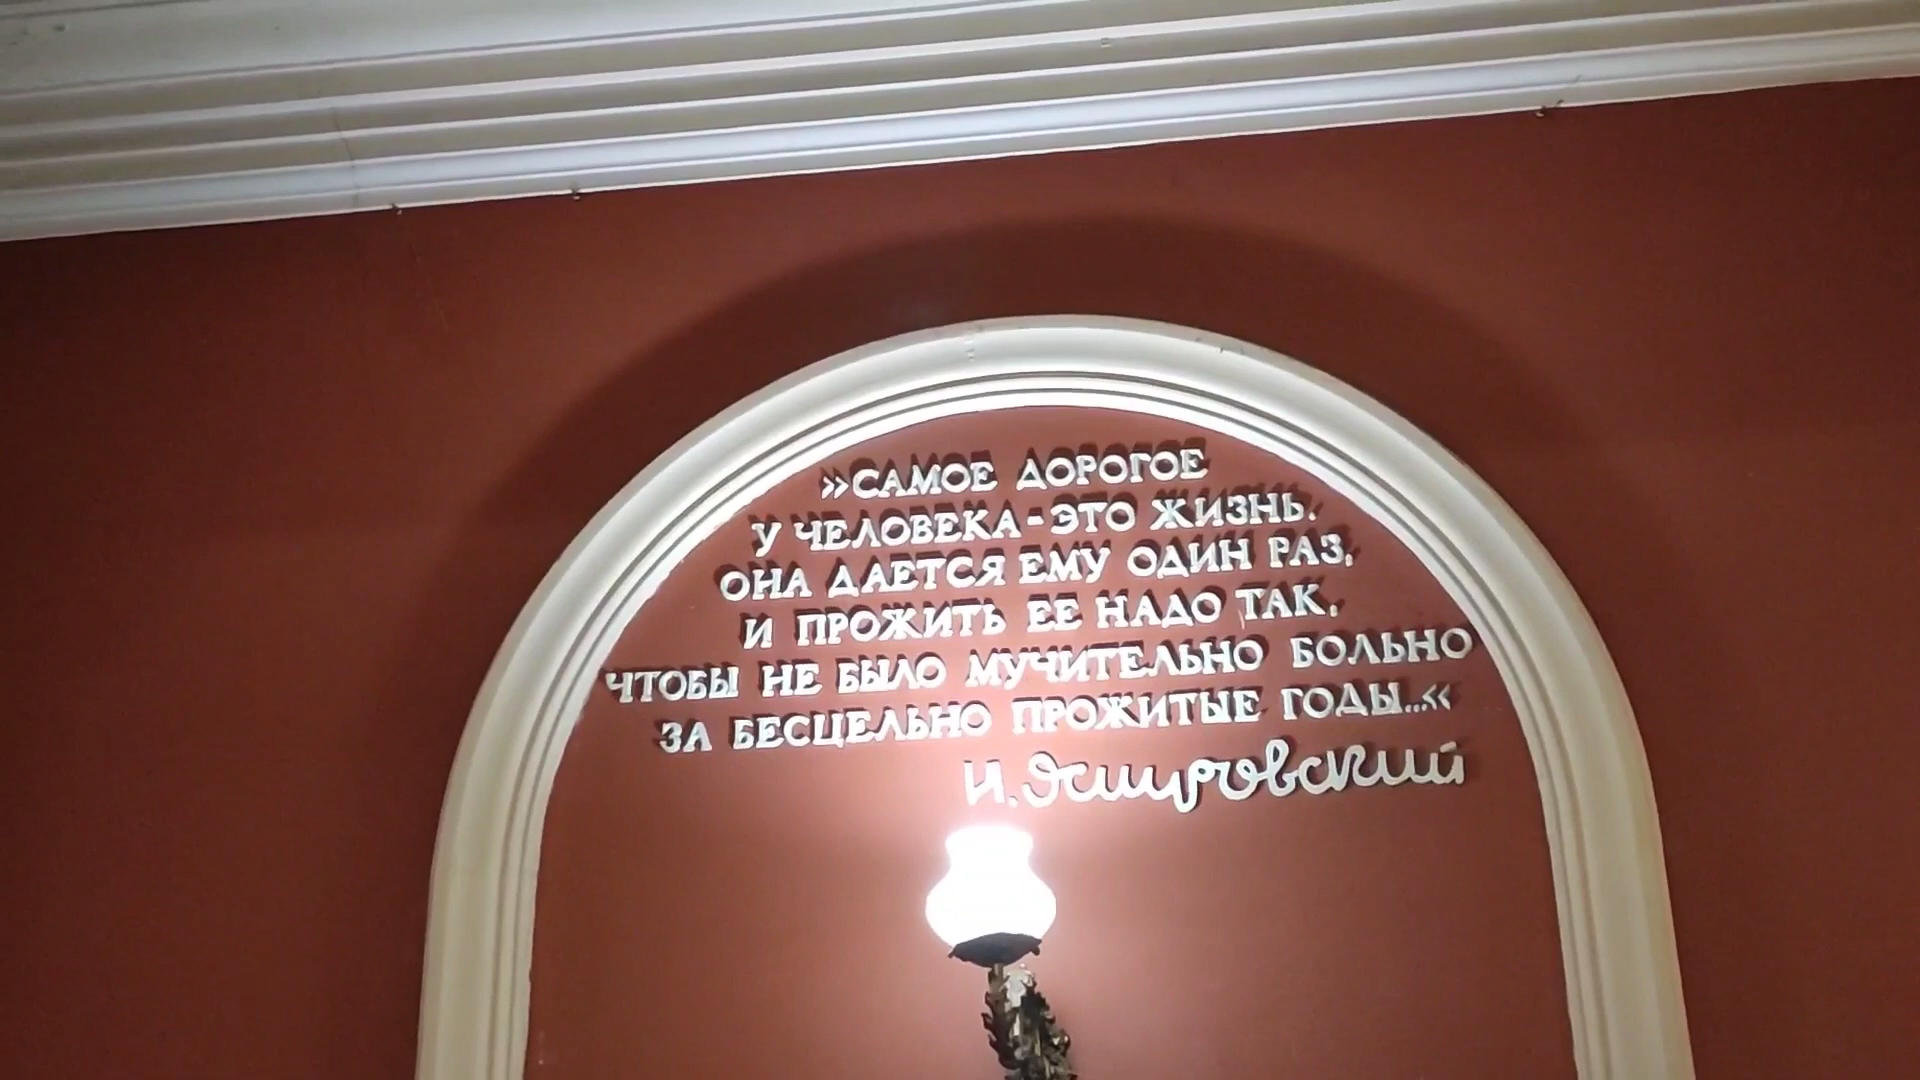 »САМОЕ ДОРОГОЕ
У ЧЕЛОВЕКА-ЭТО ЖИЗНЬ.
ОНА ДАЕТСЯ ЕМУ ОДИН РАЗ,
И ПРОЖИТЬ ЕЕ НАДО ТАК,
ЧТОБЫ НЕ БЫЛО МУЧИТЕЛЬНО БОЛЬНО
ЗА БЕСЦЕЛЬНО ПРОЖИТЫЕ ГОДЫ...«
Н. Островский